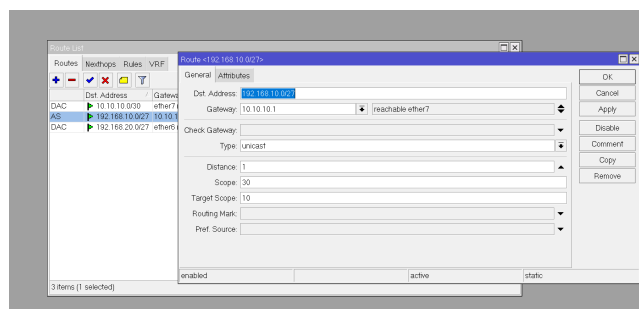 Route List
Routes Nexthops Rules VRF
Dst. Address / Gatewa
DAC 10.10.10.0/30 ether7 r
AS 192.168.10.0/27 10.10.1
DAC 192.168.20.0/27 ether6 r
3 items (1 selected)
Route <192.168.10.0/27>
General Attributes
Dst. Address: 192.168.10.0/27
Gateway: 10.10.10.1 reachable ether7
Check Gateway:
Type: unicast
Distance: 1
Scope: 30
Target Scope: 10
Routing Mark:
Pref. Source:
enabled active static
OK
Cancel
Apply
Disable
Comment
Copy
Remove